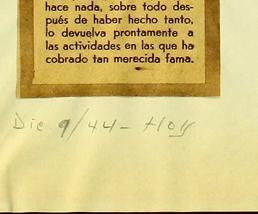 hace nada, sobre todo des-
pués de haber hecho tanto,
lo devuelva prontamente a
las actividades en las que ha
cobrado tan merecida fama.
Dic 9/44 - Hoy